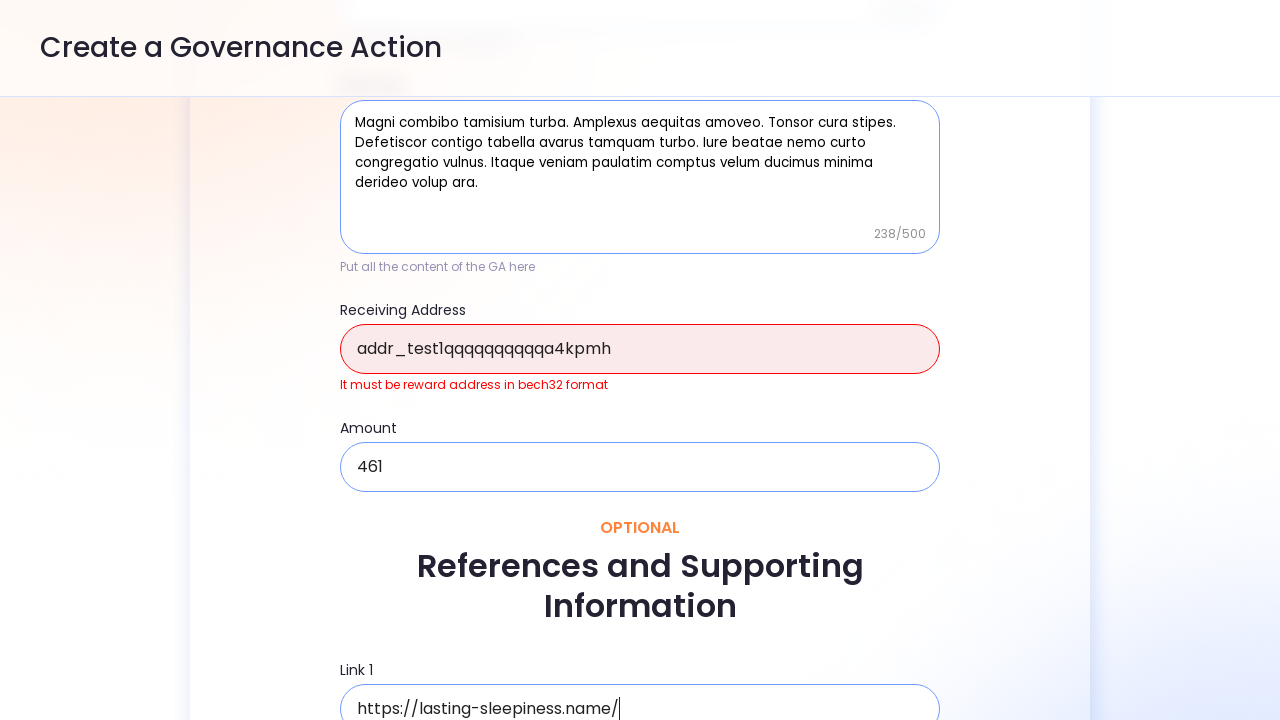 Create a Governance Action
Magni combibo tamisium turba. Amplexus aequitas amoveo. Tonsor cura stipes.
Defetiscor contigo tabella avarus tamquam turbo. Iure beatae nemo curto
congregatio vulnus. Itaque veniam paulatim comptus velum ducimus minima
derideo volup ara.
238/500
Put all the content of the GA here
Receiving Address
addr_test1qqqqqqqqqqa4kpmh
It must be reward address in bech32 format
Amount
461
OPTIONAL
References and Supporting
Information
Link 1
https://lasting-sleepiness.name/